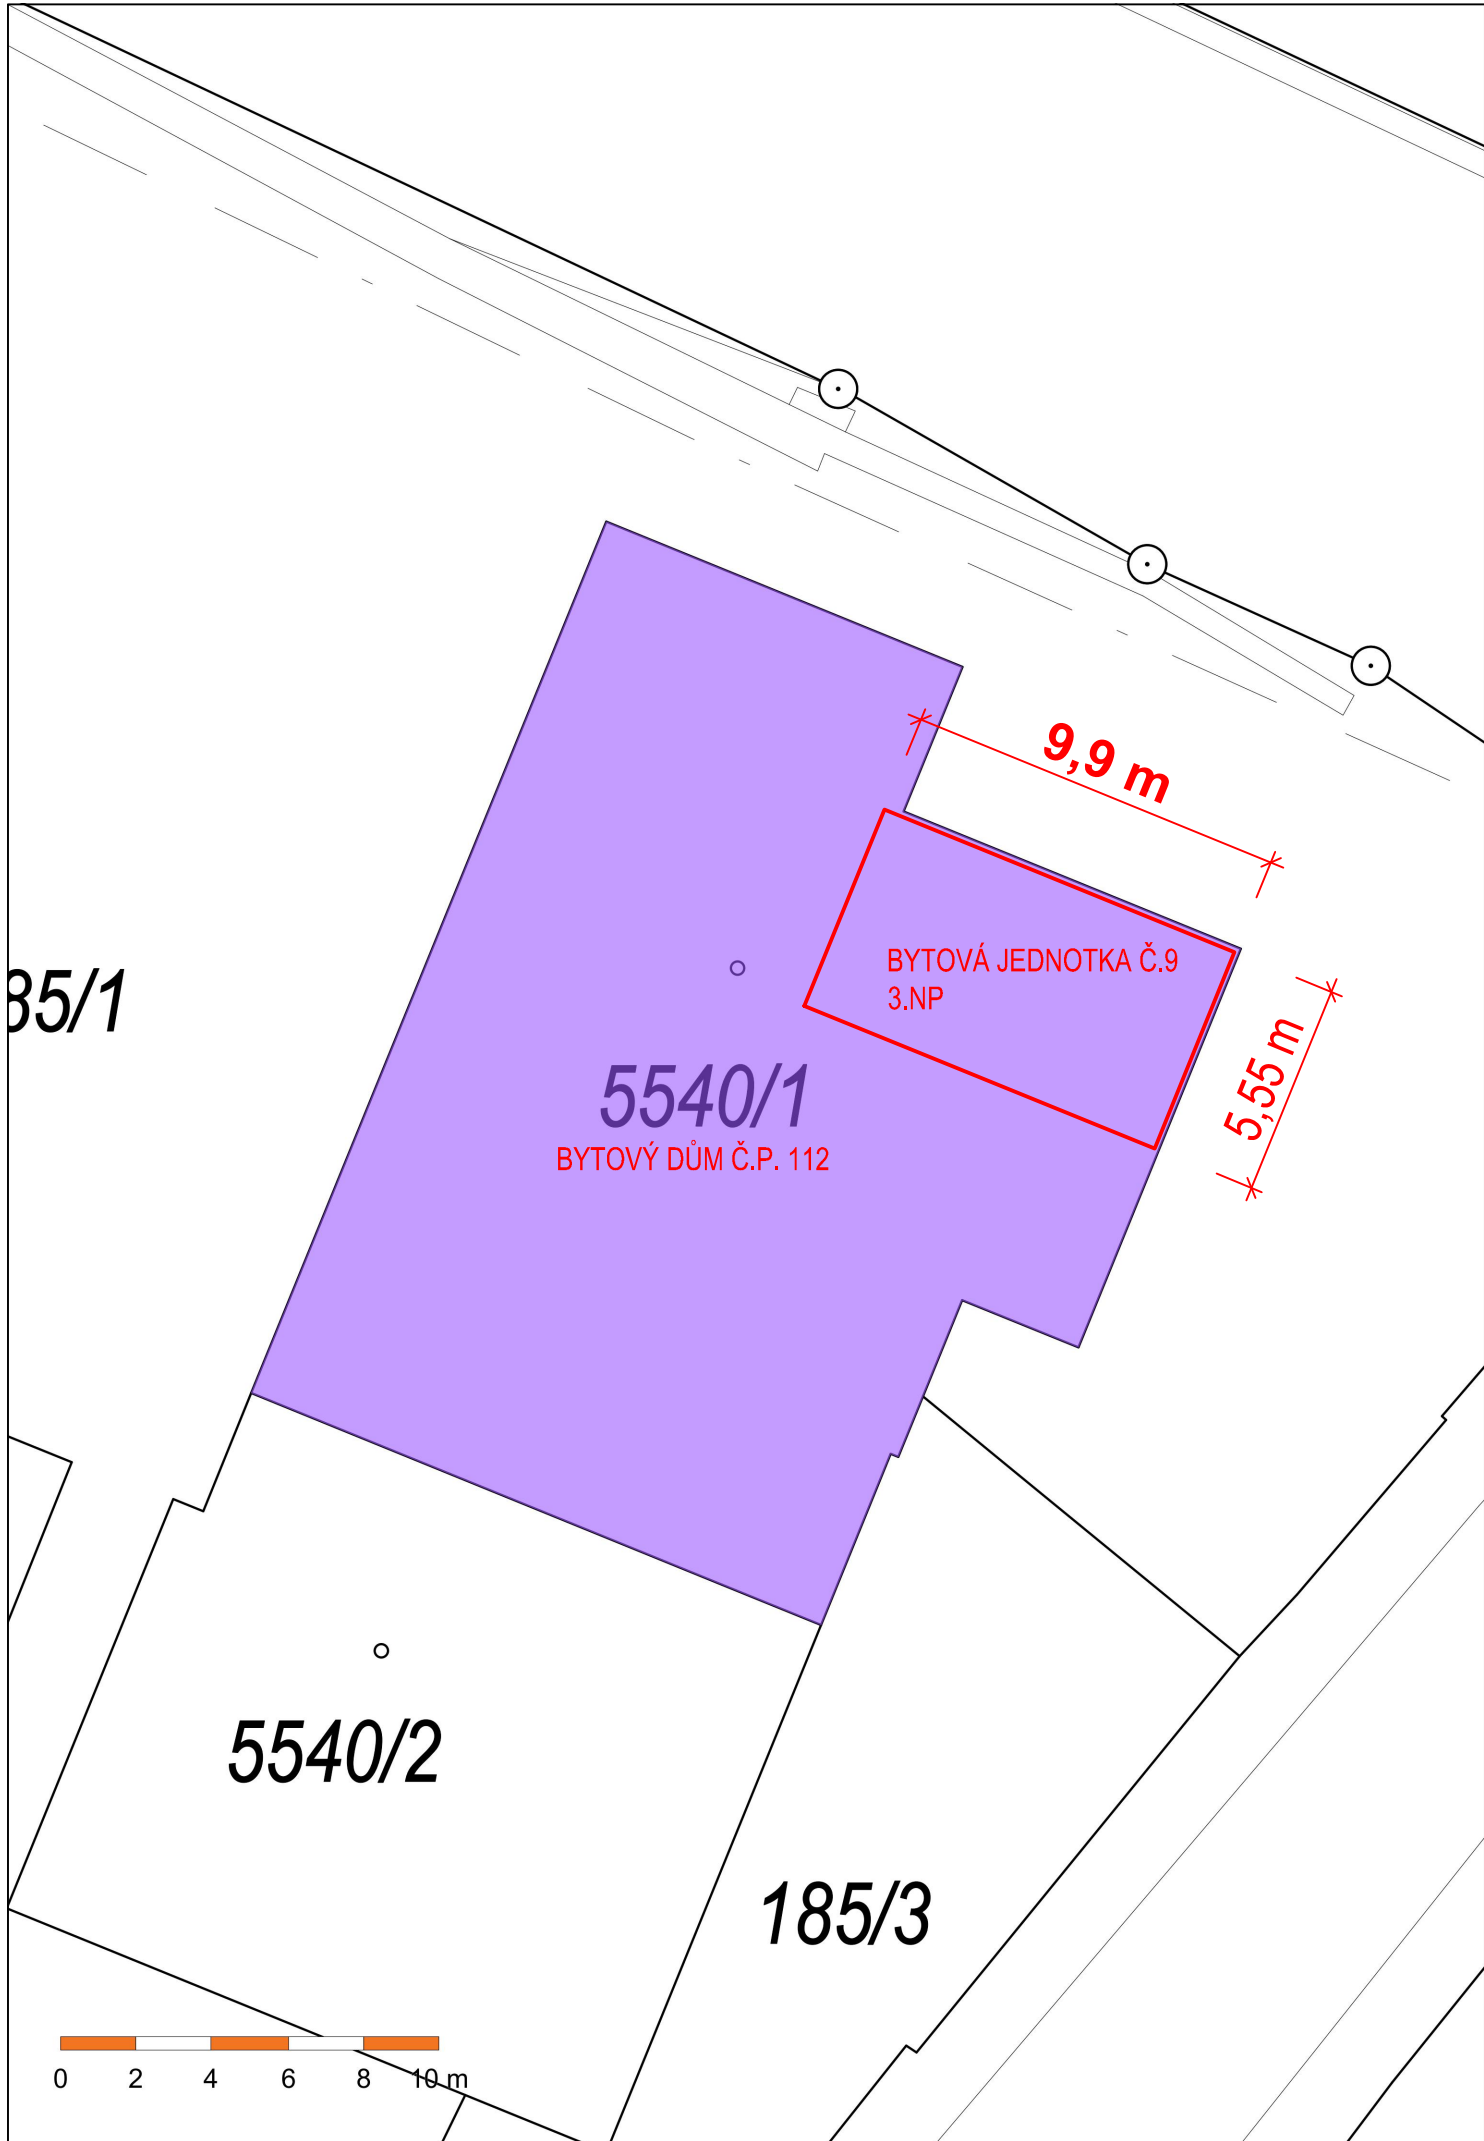 9,9 m
BYTOVÁ JEDNOTKA Č.9
3.NP
85/1
5,55 m
5540/1
BYTOVÝ DŮM Č.P. 112
5540/2
185/3
0 2 4 6 8 10 m